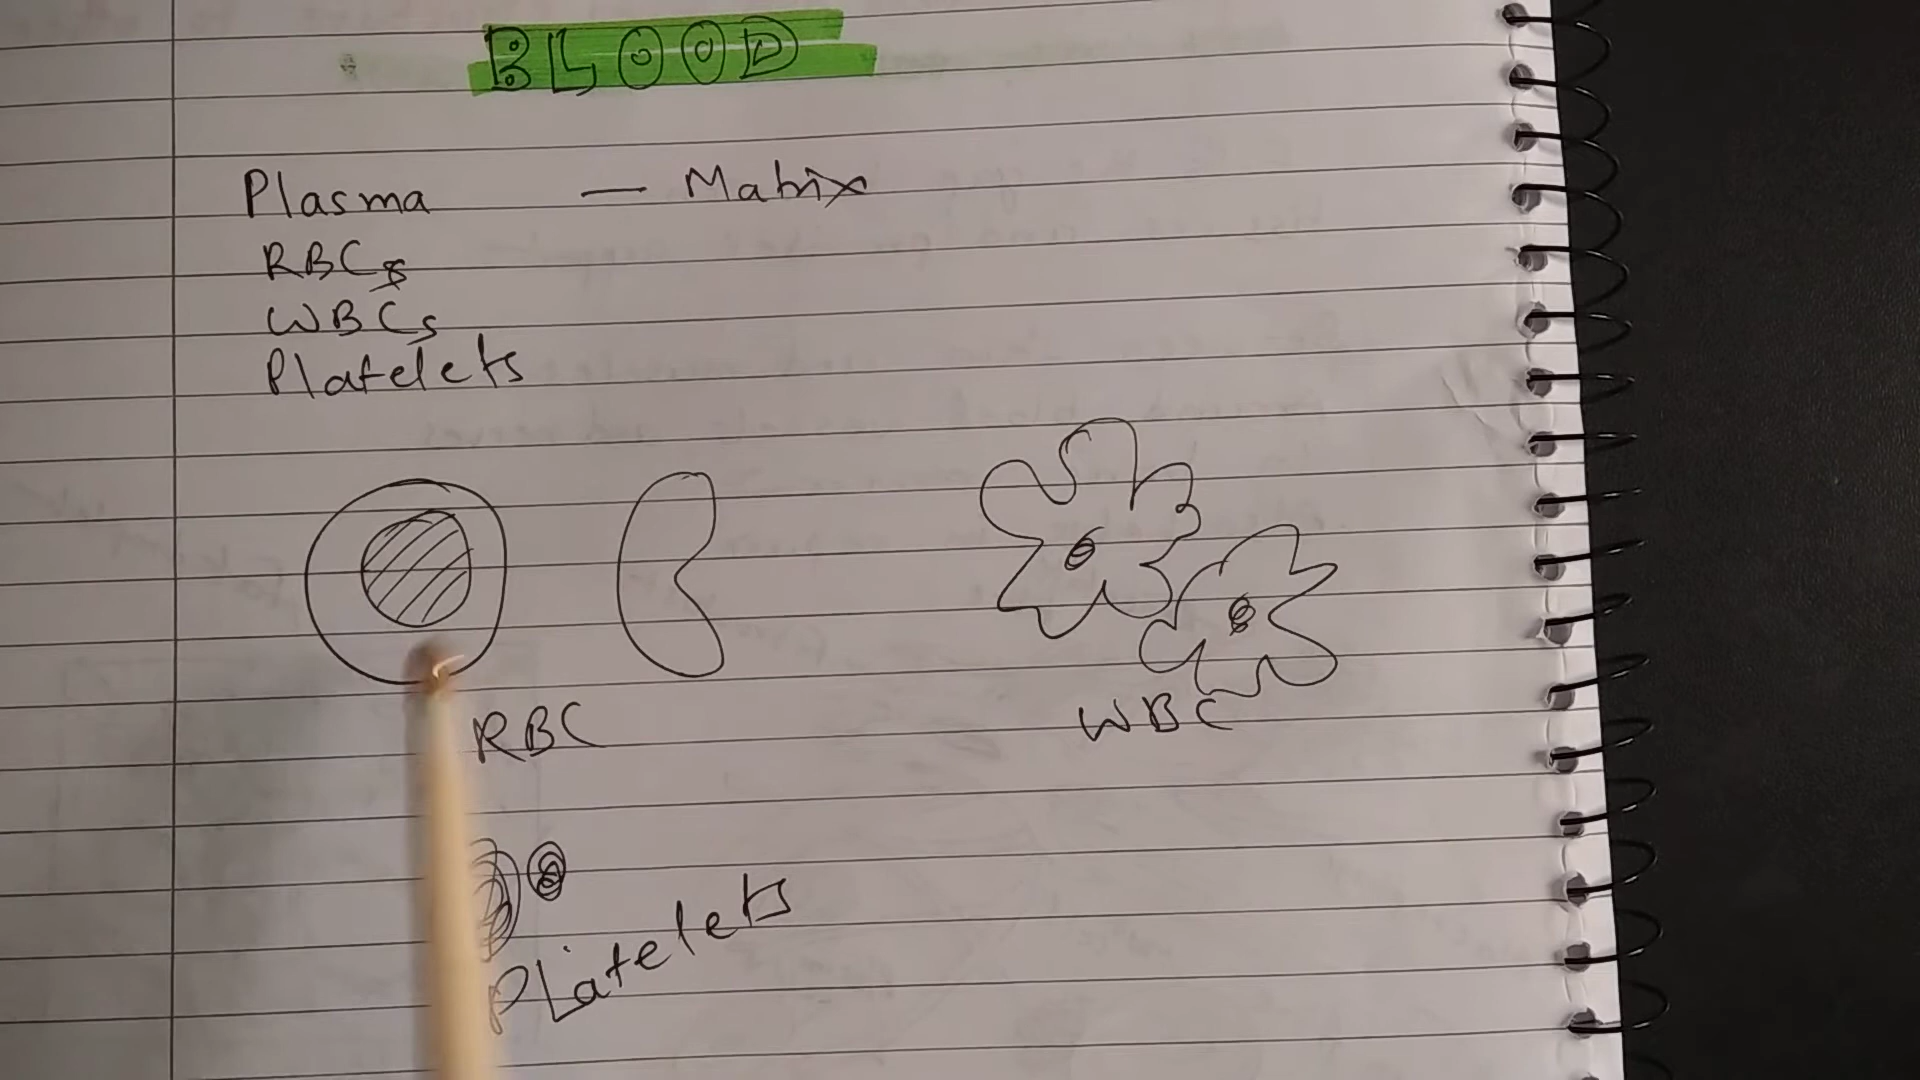 BLOOD
Plasma — Matrix
RBCs
WBCs
Platelets
RBC
WBC
Platelets